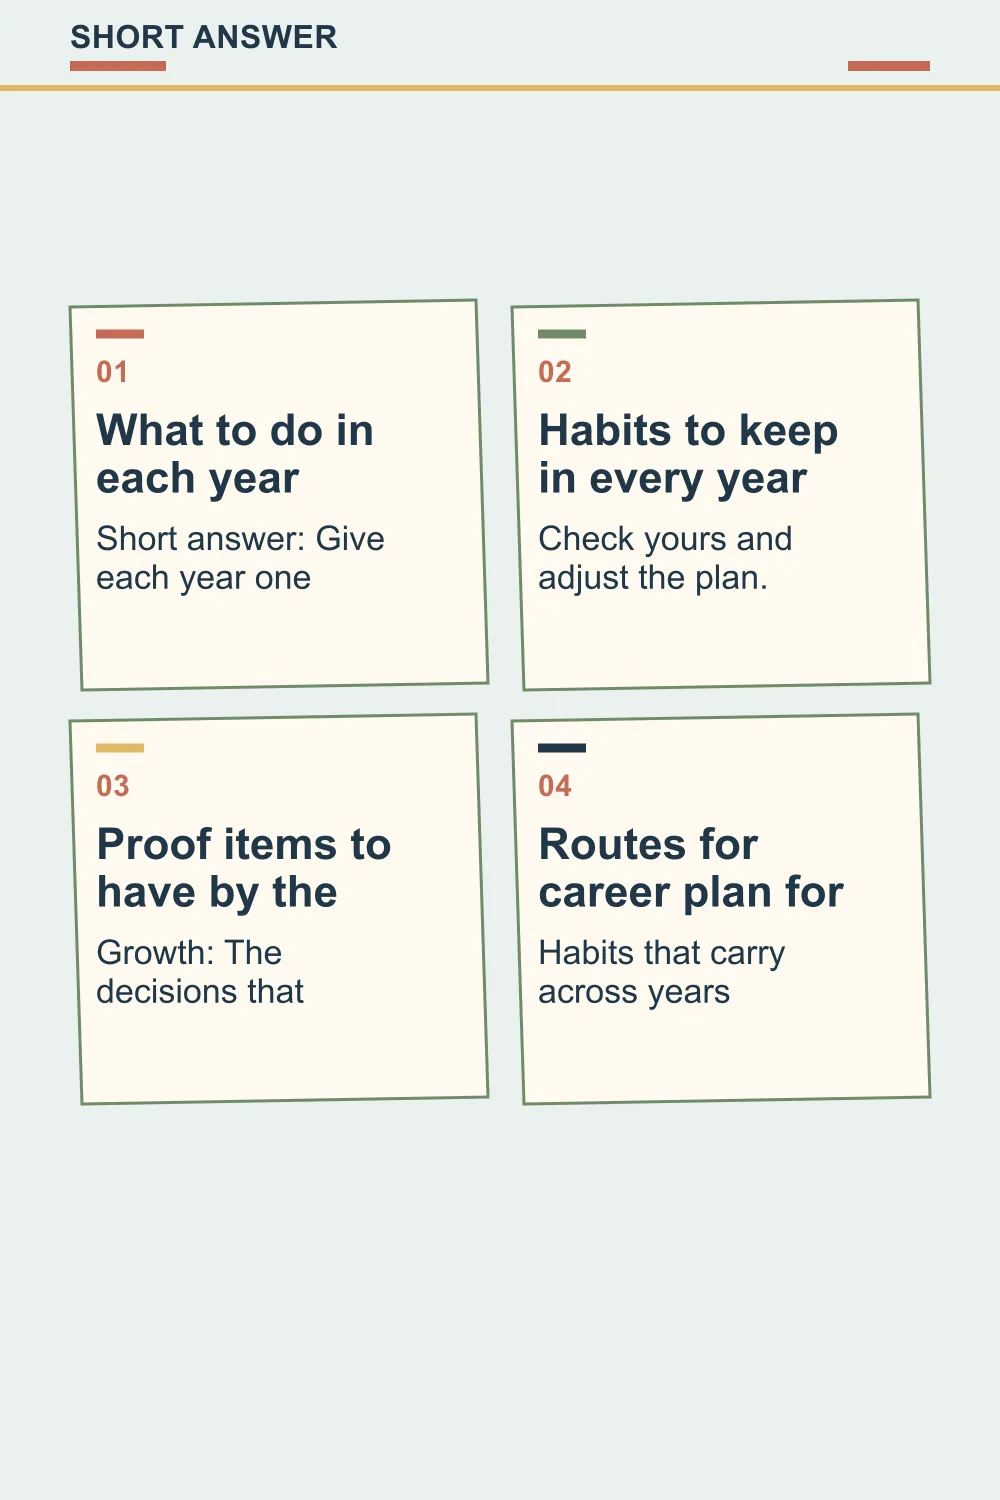 SHORT ANSWER
01
What to do in
each year
Short answer: Give
each year one
02
Habits to keep
in every year
Check yours and
adjust the plan.
03
Proof items to
have by the
Growth: The
decisions that
04
Routes for
career plan for
Habits that carry
across years